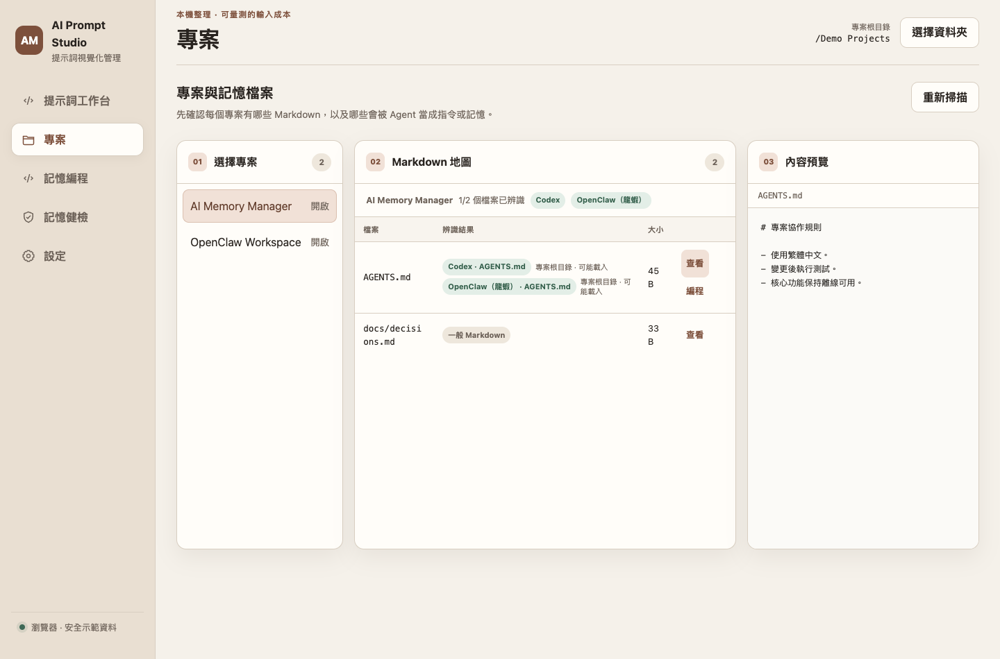 AM
AI Prompt
Studio
提示詞視覺化管理
提示詞工作台
專案
記憶編程
記憶健檢
設定
瀏覽器 · 安全示範資料
本機整理 · 可量測的輸入成本
專案
專案根目錄
/Demo Projects
選擇資料夾
專案與記憶檔案
先確認每個專案有哪些 Markdown，以及哪些會被 Agent 當成指令或記憶。
重新掃描
01 選擇專案 2
AI Memory Manager 開啟
OpenClaw Workspace 開啟
02 Markdown 地圖 2
AI Memory Manager 1/2 個檔案已辨識 Codex OpenClaw（龍蝦）
檔案 辨識結果 大小
AGENTS.md
Codex · AGENTS.md 專案根目錄 · 可能載入
OpenClaw（龍蝦） · AGENTS.md 專案根目錄 · 可
能載入
45
B
查看
編程
docs/decisi
ons.md
一般 Markdown
33
B
查看
03 內容預覽
AGENTS.md
# 專案協作規則
- 使用繁體中文。
- 變更後執行測試。
- 核心功能保持離線可用。